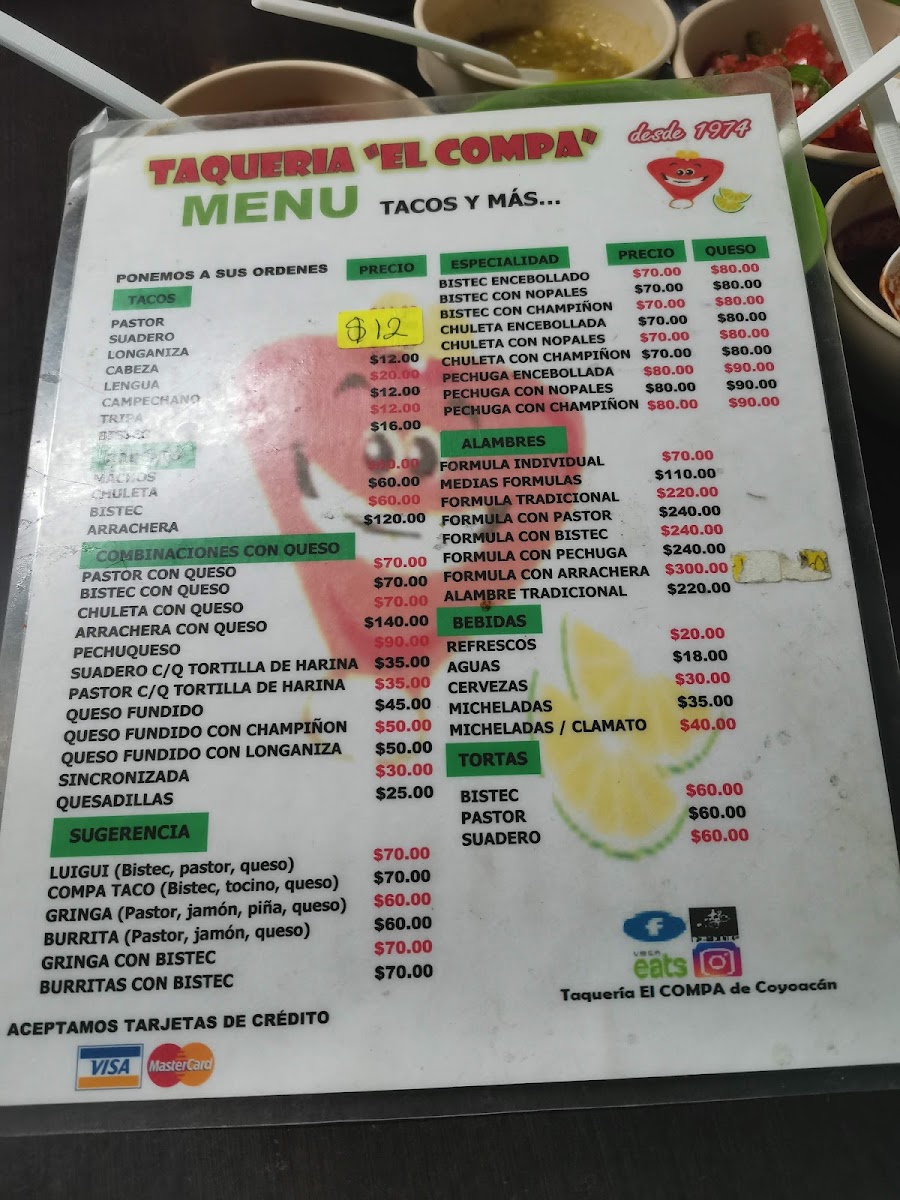 TAQUERIA "EL COMPA"
desde 1974
MENU TACOS Y MÁS...
PONEMOS A SUS ORDENES PRECIO
TACOS
PASTOR
SUADERO $12
LONGANIZA
CABEZA $12.00
LENGUA $20.00
CAMPECHANO $12.00
TRIPA $12.00
BISTEC $16.00
MACHOS
CHULETA $60.00
BISTEC $60.00
ARRACHERA $120.00
COMBINACIONES CON QUESO
PASTOR CON QUESO $70.00
BISTEC CON QUESO $70.00
CHULETA CON QUESO $70.00
ARRACHERA CON QUESO $140.00
PECHUQUESO $90.00
SUADERO C/Q TORTILLA DE HARINA $35.00
PASTOR C/Q TORTILLA DE HARINA $35.00
QUESO FUNDIDO $45.00
QUESO FUNDIDO CON CHAMPIÑON $50.00
QUESO FUNDIDO CON LONGANIZA $50.00
SINCRONIZADA $30.00
QUESADILLAS $25.00
SUGERENCIA
LUIGUI (Bistec, pastor, queso) $70.00
COMPA TACO (Bistec, tocino, queso) $70.00
GRINGA (Pastor, jamón, piña, queso) $60.00
BURRITA (Pastor, jamón, queso) $60.00
GRINGA CON BISTEC $70.00
BURRITAS CON BISTEC $70.00
ACEPTAMOS TARJETAS DE CRÉDITO
VISA MasterCard
ESPECIALIDAD PRECIO QUESO
BISTEC ENCEBOLLADO $70.00 $80.00
BISTEC CON NOPALES $70.00 $80.00
BISTEC CON CHAMPIÑON $70.00 $80.00
CHULETA ENCEBOLLADA $70.00 $80.00
CHULETA CON NOPALES $70.00 $80.00
CHULETA CON CHAMPIÑON $70.00 $80.00
PECHUGA ENCEBOLLADA $80.00 $90.00
PECHUGA CON NOPALES $80.00 $90.00
PECHUGA CON CHAMPIÑON $80.00 $90.00
ALAMBRES
FORMULA INDIVIDUAL $70.00
MEDIAS FORMULAS $110.00
FORMULA TRADICIONAL $220.00
FORMULA CON PASTOR $240.00
FORMULA CON BISTEC $240.00
FORMULA CON PECHUGA $240.00
FORMULA CON ARRACHERA $300.00
ALAMBRE TRADICIONAL $220.00
BEBIDAS
REFRESCOS $20.00
AGUAS $18.00
CERVEZAS $30.00
MICHELADAS $35.00
MICHELADAS / CLAMATO $40.00
TORTAS
BISTEC $60.00
PASTOR $60.00
SUADERO $60.00
UBER
eats
Taquería El COMPA de Coyoacán